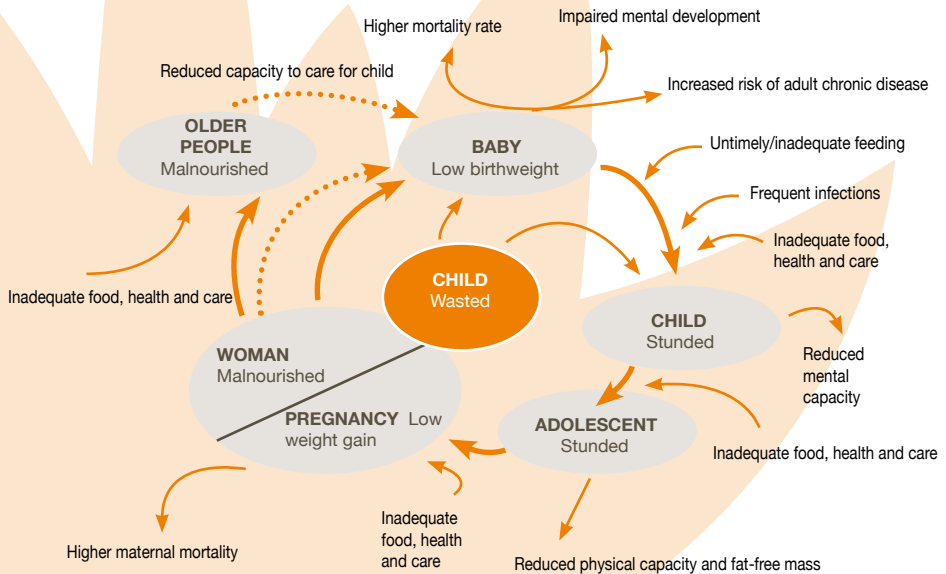 Higher mortality rate
Impaired mental development
Reduced capacity to care for child
Increased risk of adult chronic disease
OLDER
PEOPLE
Malnourished
BABY
Low birthweight
Untimely/inadequate feeding
Frequent infections
Inadequate food,
health and care
Inadequate food, health and care
CHILD
Wasted
CHILD
Stunded
WOMAN
Malnourished
Reduced
mental
capacity
PREGNANCY Low
weight gain
ADOLESCENT
Stunded
Inadequate food, health and care
Inadequate
food, health
and care
Higher maternal mortality
Reduced physical capacity and fat-free mass